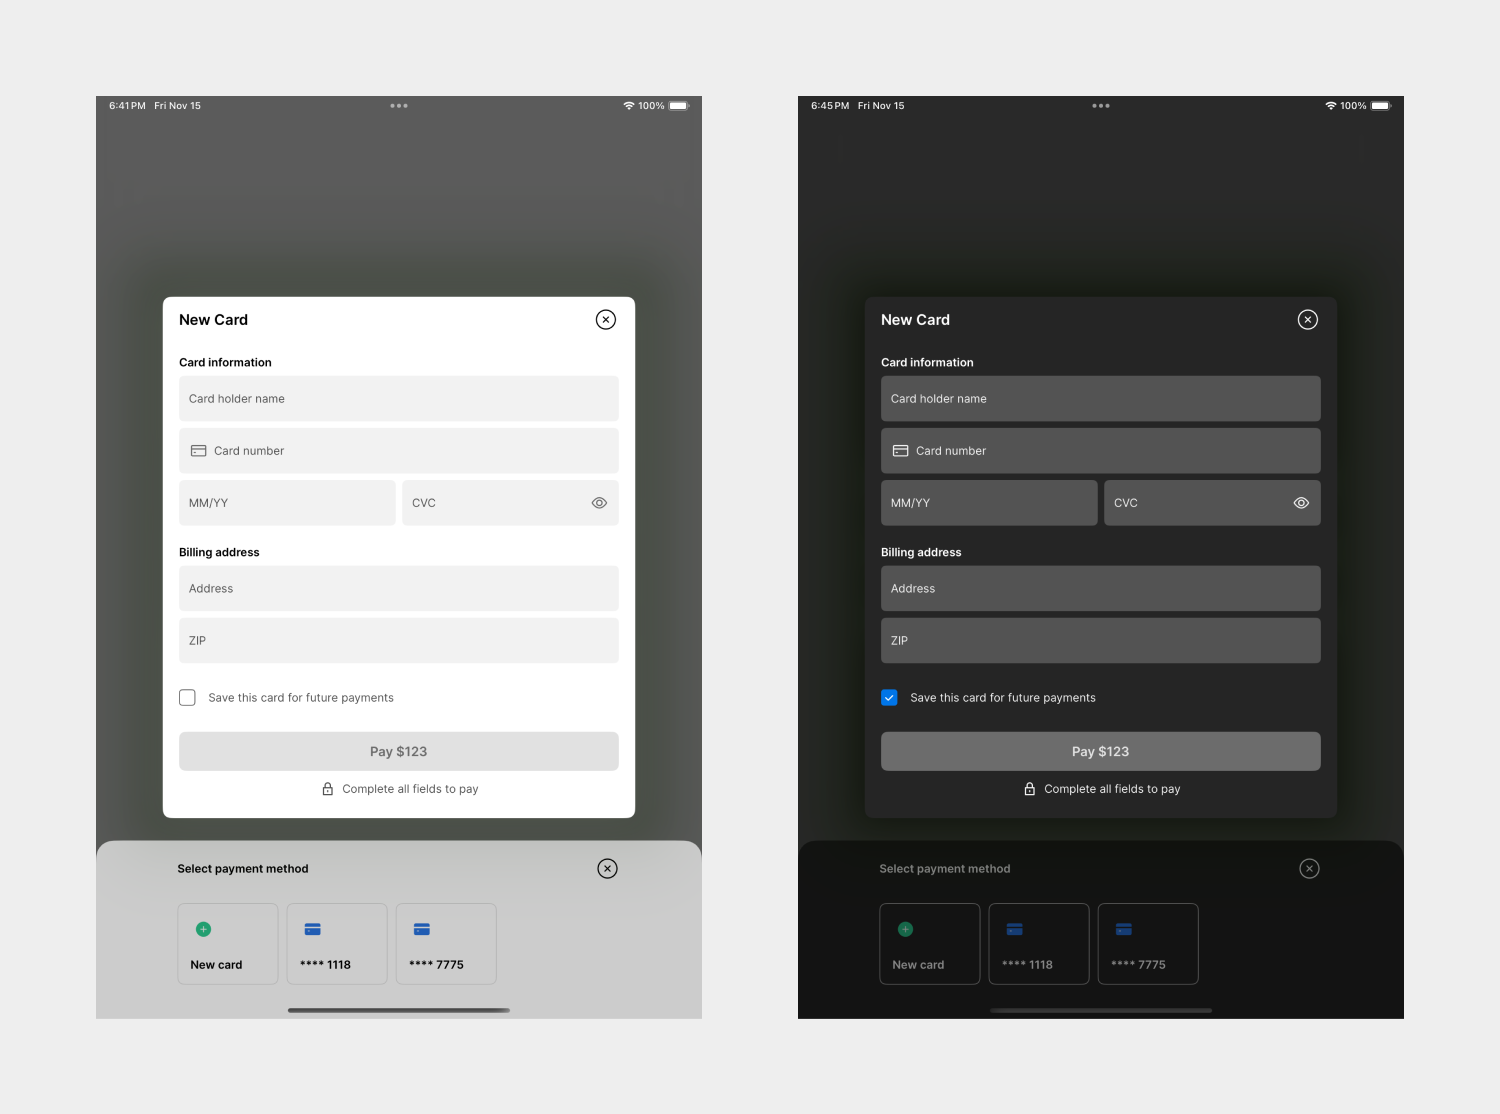 6:41 PM Fri Nov 15 100%
New Card
Card information
Card holder name
Card number
MM/YY CVC
Billing address
Address
ZIP
Save this card for future payments
Pay $123
Complete all fields to pay
Select payment method
New card **** 1118 **** 7775
6:45 PM Fri Nov 15 100%
New Card
Card information
Card holder name
Card number
MM/YY CVC
Billing address
Address
ZIP
Save this card for future payments
Pay $123
Complete all fields to pay
Select payment method
New card **** 1118 **** 7775